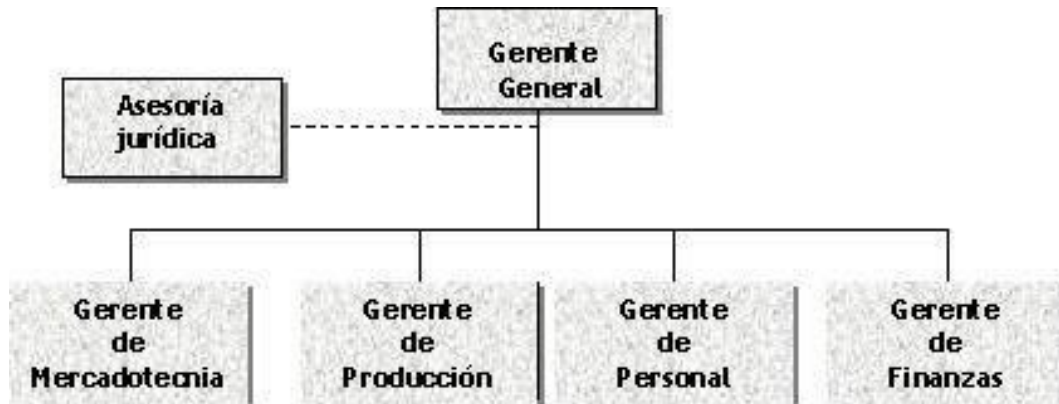 Gerente
General
Asesoría
jurídica
Gerente
de
Mercadotecnia
Gerente
de
Producción
Gerente
de
Personal
Gerente
de
Finanzas